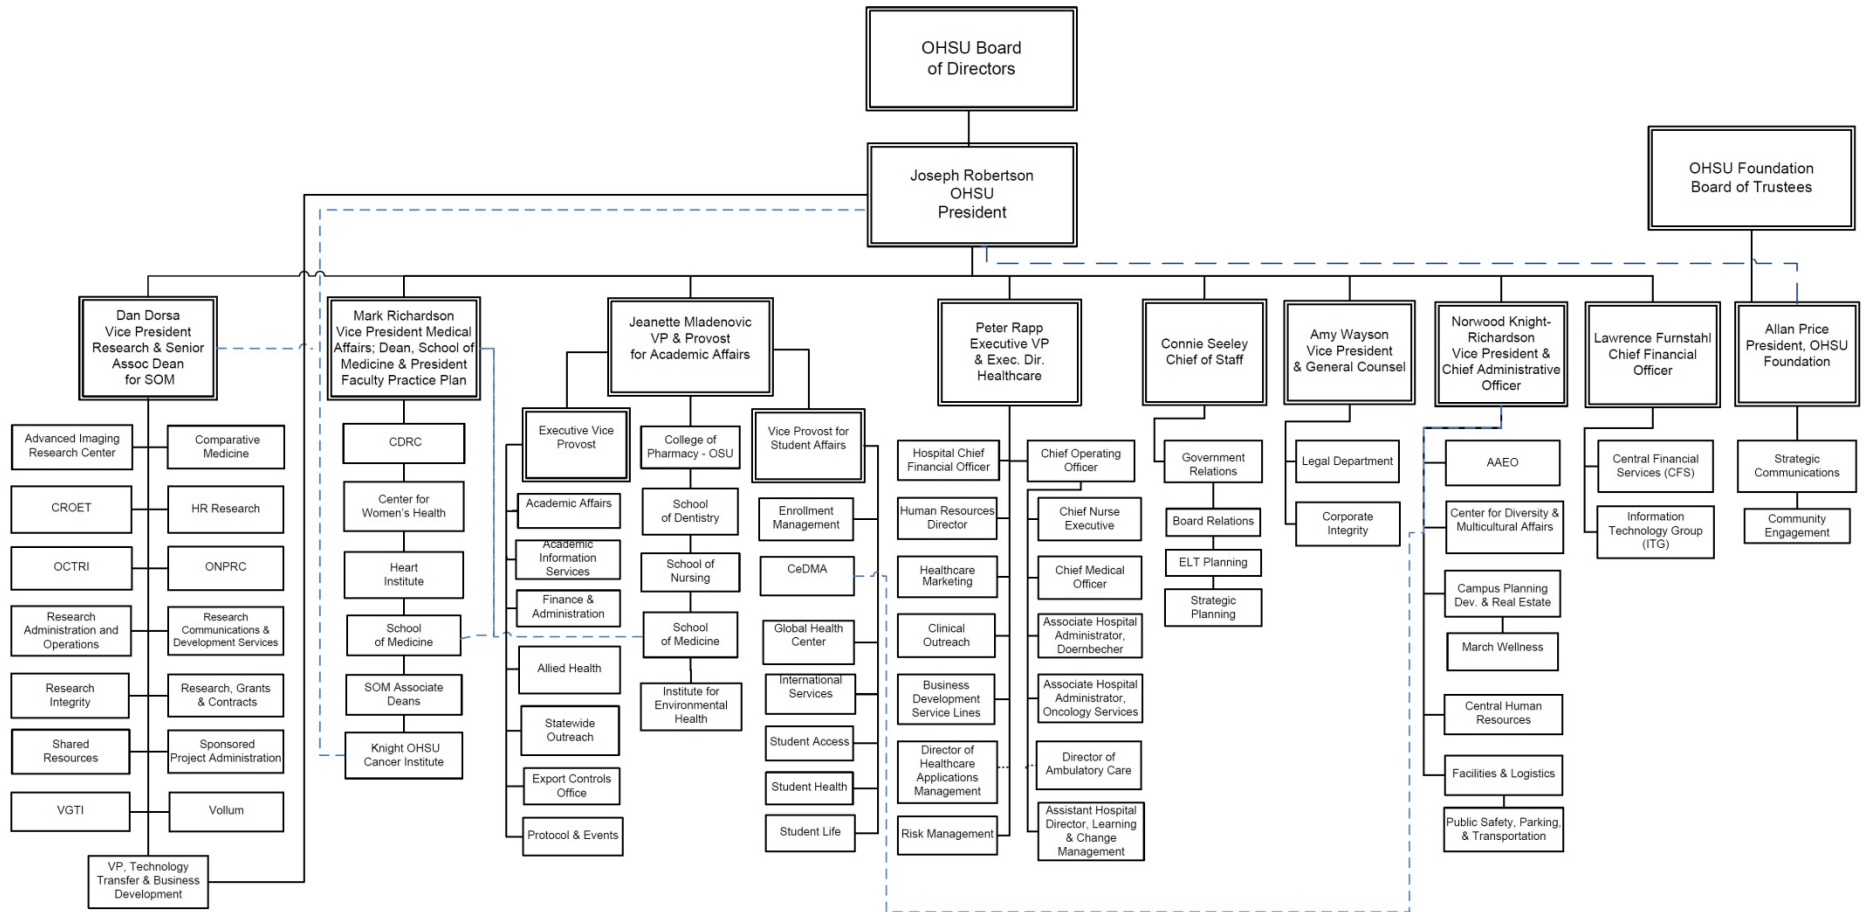 OHSU Board
of Directors
Joseph Robertson
OHSU
President
OHSU Foundation
Board of Trustees
Dan Dorsa
Vice President
Research & Senior
Assoc Dean
for SOM
Mark Richardson
Vice President Medical
Affairs; Dean, School of
Medicine & President
Faculty Practice Plan
Jeanette Mladenovic
VP & Provost
for Academic Affairs
Peter Rapp
Executive VP
& Exec. Dir.
Healthcare
Connie Seeley
Chief of Staff
Amy Wayson
Vice President
& General Counsel
Norwood Knight-
Richardson
Vice President &
Chief Administrative
Officer
Lawrence Furnstahl
Chief Financial
Officer
Allan Price
President, OHSU
Foundation
Advanced Imaging
Research Center
Comparative
Medicine
CROET
HR Research
OCTRI
ONPRC
Research
Administration and
Operations
Research
Communications &
Development Services
Research
Integrity
Research, Grants
& Contracts
Shared
Resources
Sponsored
Project Administration
VGTI
Vollum
VP, Technology
Transfer & Business
Development
CDRC
Center for
Women's Health
Heart
Institute
School
of Medicine
SOM Associate
Deans
Knight OHSU
Cancer Institute
Executive Vice
Provost
Academic Affairs
Academic
Information
Services
Finance &
Administration
Allied Health
Statewide
Outreach
Export Controls
Office
Protocol & Events
College of
Pharmacy - OSU
School
of Dentistry
School of
Nursing
School
of Medicine
Institute for
Environmental
Health
Vice Provost for
Student Affairs
Enrollment
Management
CeDMA
Global Health
Center
International
Services
Student Access
Student Health
Student Life
Hospital Chief
Financial Officer
Human Resources
Director
Healthcare
Marketing
Clinical
Outreach
Business
Development
Service Lines
Director of
Healthcare
Applications
Management
Risk Management
Chief Operating
Officer
Chief Nurse
Executive
Chief Medical
Officer
Associate Hospital
Administrator,
Doernbecher
Associate Hospital
Administrator,
Oncology Services
Director of
Ambulatory Care
Assistant Hospital
Director, Learning
& Change
Management
Government
Relations
Board Relations
ELT Planning
Strategic
Planning
Legal Department
Corporate
Integrity
AAEO
Center for Diversity &
Multicultural Affairs
Campus Planning
Dev. & Real Estate
March Wellness
Central Human
Resources
Facilities & Logistics
Public Safety, Parking,
& Transportation
Central Financial
Services (CFS)
Information
Technology Group
(ITG)
Strategic
Communications
Community
Engagement